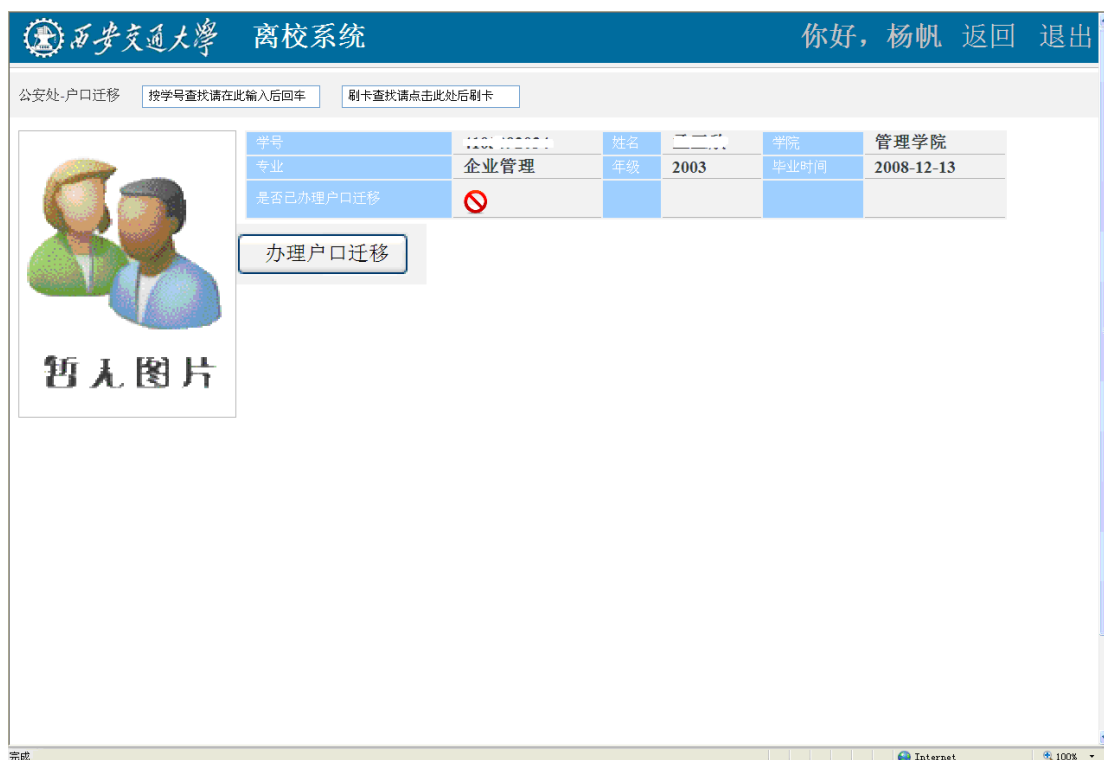 西安交通大学 离校系统 你好，杨帆 返回 退出
公安处-户口迁移 按学号查找请在此输入后回车 刷卡查找请点击此处后刷卡
学号 姓名 学院 管理学院
专业 企业管理 年级 2003 毕业时间 2008-12-13
是否已办理户口迁移
办理户口迁移
暂无图片
完成 Internet 100%